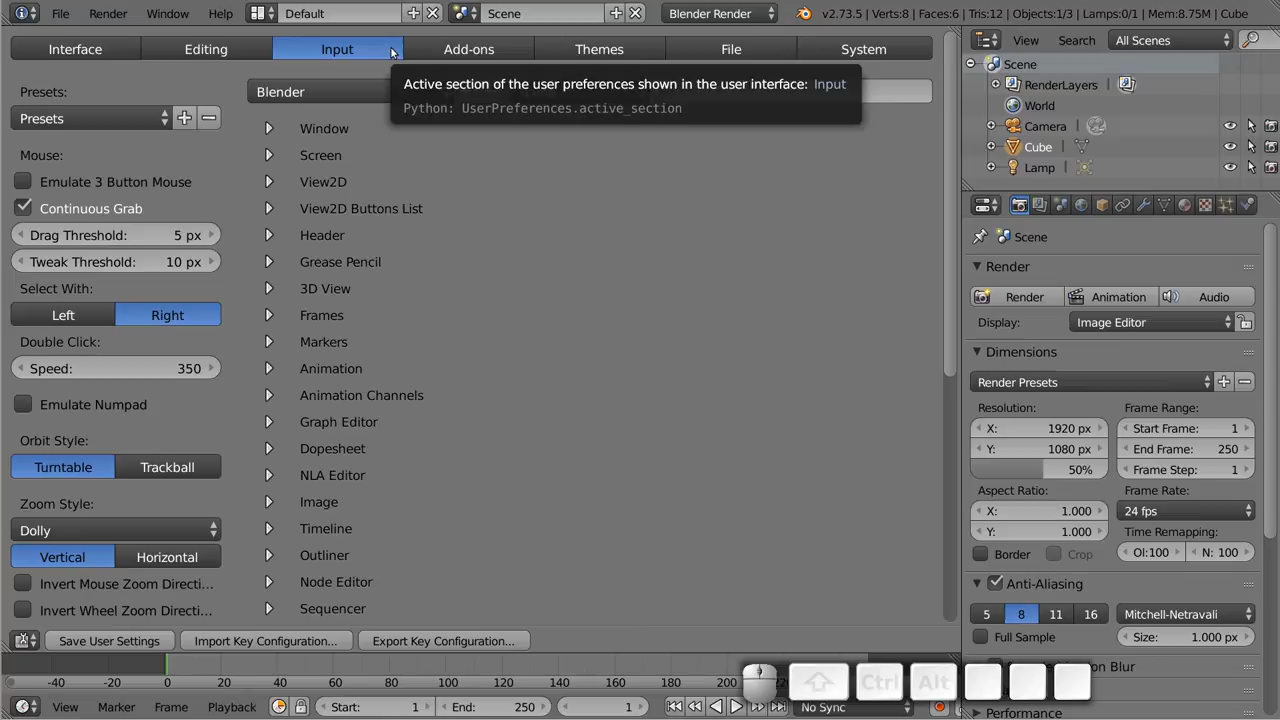 File Render Window Help Default Scene Blender Render v2.73.5 | Verts:8 | Faces:6 | Tris:12 | Objects:1/3 | Lamps:0/1 | Mem:8.75M | Cube
Interface Editing Input Add-ons Themes File System
Presets:
Presets
Mouse:
Emulate 3 Button Mouse
Continuous Grab
Drag Threshold: 5 px
Tweak Threshold: 10 px
Select With:
Left Right
Double Click:
Speed: 350
Emulate Numpad
Orbit Style:
Turntable Trackball
Zoom Style:
Dolly
Vertical Horizontal
Invert Mouse Zoom Directi...
Invert Wheel Zoom Directi...
Blender
Active section of the user preferences shown in the user interface: Input
Python: UserPreferences.active_section
Window
Screen
View2D
View2D Buttons List
Header
Grease Pencil
3D View
Frames
Markers
Animation
Animation Channels
Graph Editor
Dopesheet
NLA Editor
Image
Timeline
Outliner
Node Editor
Sequencer
Save User Settings Import Key Configuration... Export Key Configuration...
-40 -20 0 20 40 60 80 100 120 140 160 180 200 220
View Marker Frame Playback Start: 1 End: 250 1 No Sync
Ctrl Alt
View Search All Scenes
Scene
RenderLayers |
World
Camera |
Cube |
Lamp |
Scene
Render
Render Animation Audio
Display: Image Editor
Dimensions
Render Presets
Resolution: Frame Range:
X: 1920 px Start Frame: 1
Y: 1080 px End Frame: 250
50% Frame Step: 1
Aspect Ratio: Frame Rate:
X: 1.000 24 fps
Y: 1.000 Time Remapping:
Border Crop Ol:100 N: 100
Anti-Aliasing
5 8 11 16 Mitchell-Netravali
Full Sample Size: 1.000 px
on Blur
Performance